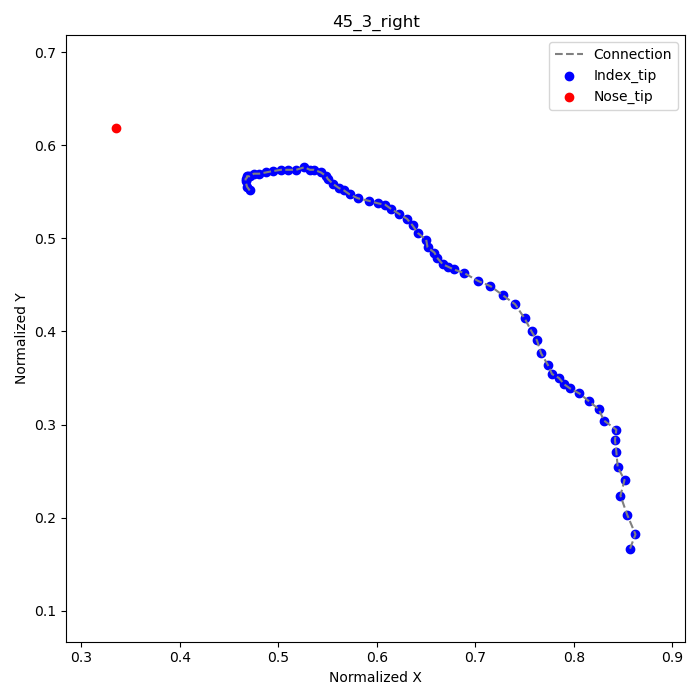 45_3_right
Connection
Index_tip
Nose_tip
Normalized Y
0.7
0.6
0.5
0.4
0.3
0.2
0.1
0.3 0.4 0.5 0.6 0.7 0.8 0.9
Normalized X